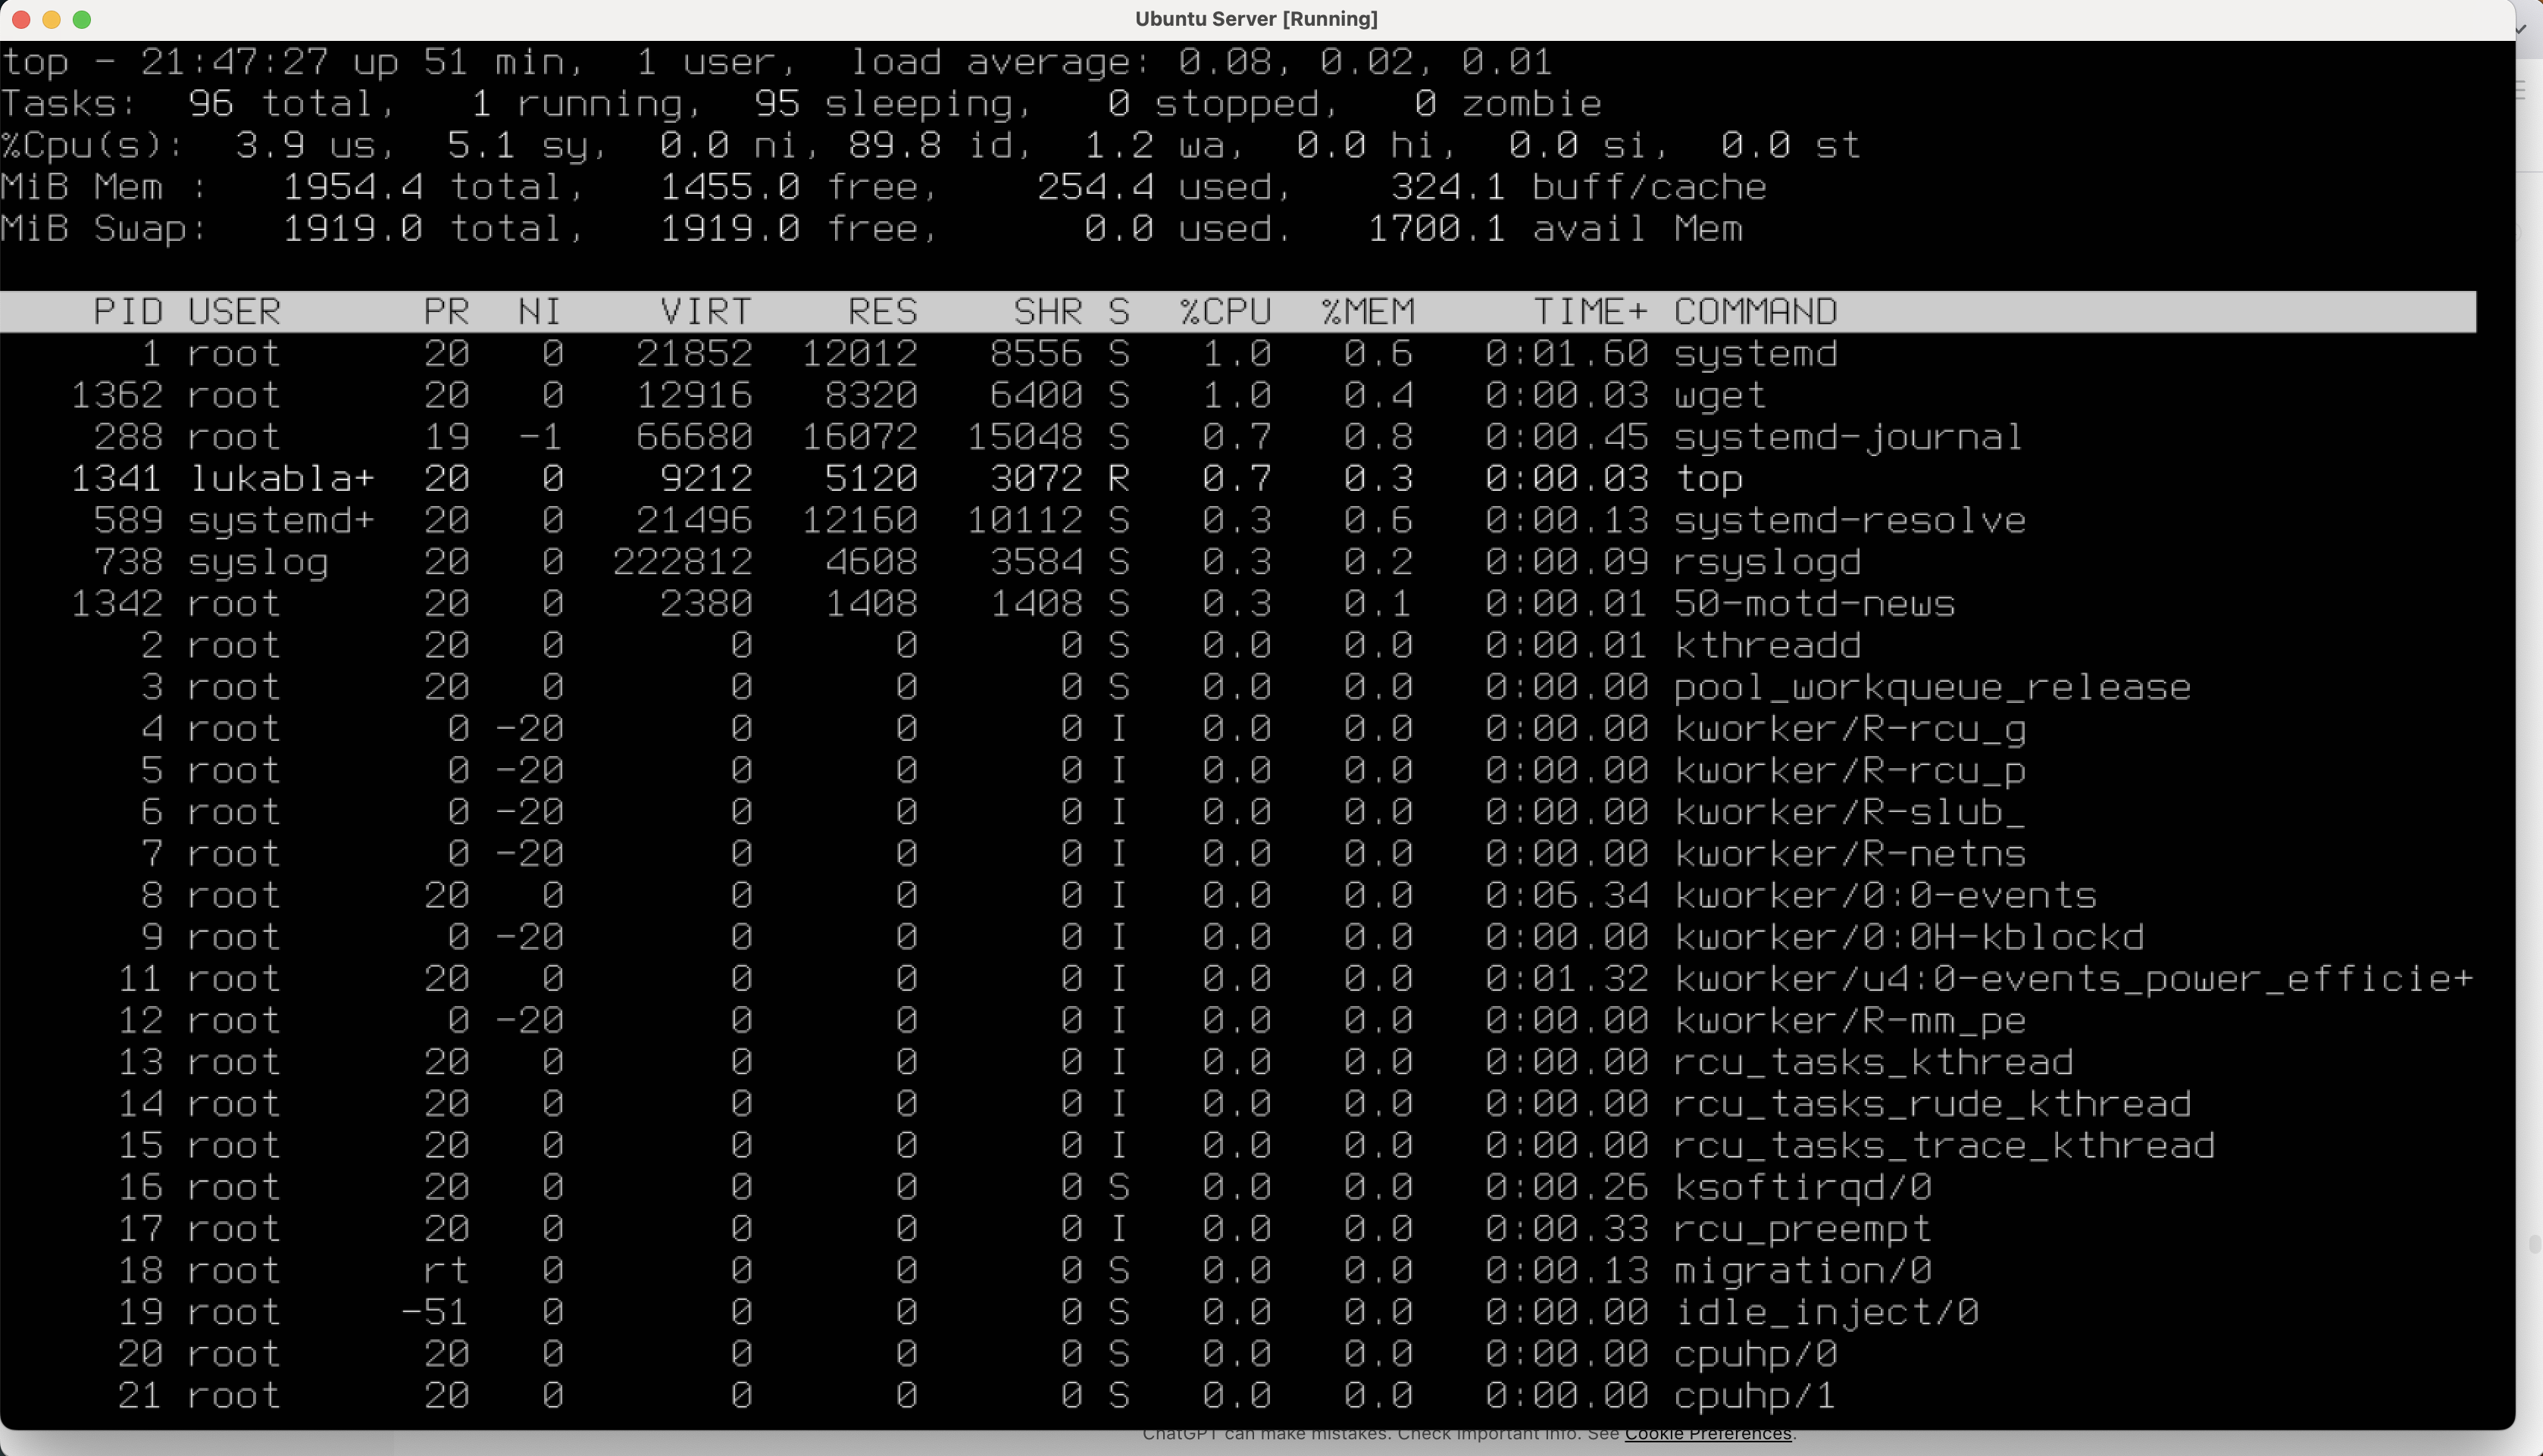 Ubuntu Server [Running]
top - 21:47:27 up 51 min,  1 user,  load average: 0.08, 0.02, 0.01
Tasks:  96 total,   1 running,  95 sleeping,   0 stopped,   0 zombie
%Cpu(s):  3.9 us,  5.1 sy,  0.0 ni, 89.8 id,  1.2 wa,  0.0 hi,  0.0 si,  0.0 st
MiB Mem :   1954.4 total,   1455.0 free,    254.4 used,    324.1 buff/cache
MiB Swap:   1919.0 total,   1919.0 free,      0.0 used.   1700.1 avail Mem
PID USER      PR  NI    VIRT    RES    SHR S  %CPU  %MEM     TIME+ COMMAND
1 root      20   0   21852  12012   8556 S   1.0   0.6   0:01.60 systemd
1362 root      20   0   12916   8320   6400 S   1.0   0.4   0:00.03 wget
288 root      19  -1   66680  16072  15048 S   0.7   0.8   0:00.45 systemd-journal
1341 lukabla+  20   0    9212   5120   3072 R   0.7   0.3   0:00.03 top
589 systemd+  20   0   21496  12160  10112 S   0.3   0.6   0:00.13 systemd-resolve
738 syslog    20   0  222812   4608   3584 S   0.3   0.2   0:00.09 rsyslogd
1342 root      20   0    2380   1408   1408 S   0.3   0.1   0:00.01 50-motd-news
2 root      20   0       0      0      0 S   0.0   0.0   0:00.01 kthreadd
3 root      20   0       0      0      0 S   0.0   0.0   0:00.00 pool_workqueue_release
4 root       0 -20       0      0      0 I   0.0   0.0   0:00.00 kworker/R-rcu_g
5 root       0 -20       0      0      0 I   0.0   0.0   0:00.00 kworker/R-rcu_p
6 root       0 -20       0      0      0 I   0.0   0.0   0:00.00 kworker/R-slub_
7 root       0 -20       0      0      0 I   0.0   0.0   0:00.00 kworker/R-netns
8 root      20   0       0      0      0 I   0.0   0.0   0:06.34 kworker/0:0-events
9 root       0 -20       0      0      0 I   0.0   0.0   0:00.00 kworker/0:0H-kblockd
11 root      20   0       0      0      0 I   0.0   0.0   0:01.32 kworker/u4:0-events_power_efficie+
12 root       0 -20       0      0      0 I   0.0   0.0   0:00.00 kworker/R-mm_pe
13 root      20   0       0      0      0 I   0.0   0.0   0:00.00 rcu_tasks_kthread
14 root      20   0       0      0      0 I   0.0   0.0   0:00.00 rcu_tasks_rude_kthread
15 root      20   0       0      0      0 I   0.0   0.0   0:00.00 rcu_tasks_trace_kthread
16 root      20   0       0      0      0 S   0.0   0.0   0:00.26 ksoftirqd/0
17 root      20   0       0      0      0 I   0.0   0.0   0:00.33 rcu_preempt
18 root      rt   0       0      0      0 S   0.0   0.0   0:00.13 migration/0
19 root     -51   0       0      0      0 S   0.0   0.0   0:00.00 idle_inject/0
20 root      20   0       0      0      0 S   0.0   0.0   0:00.00 cpuhp/0
21 root      20   0       0      0      0 S   0.0   0.0   0:00.00 cpuhp/1
ChatGPT can make mistakes. Check important info. See Cookie Preferences.